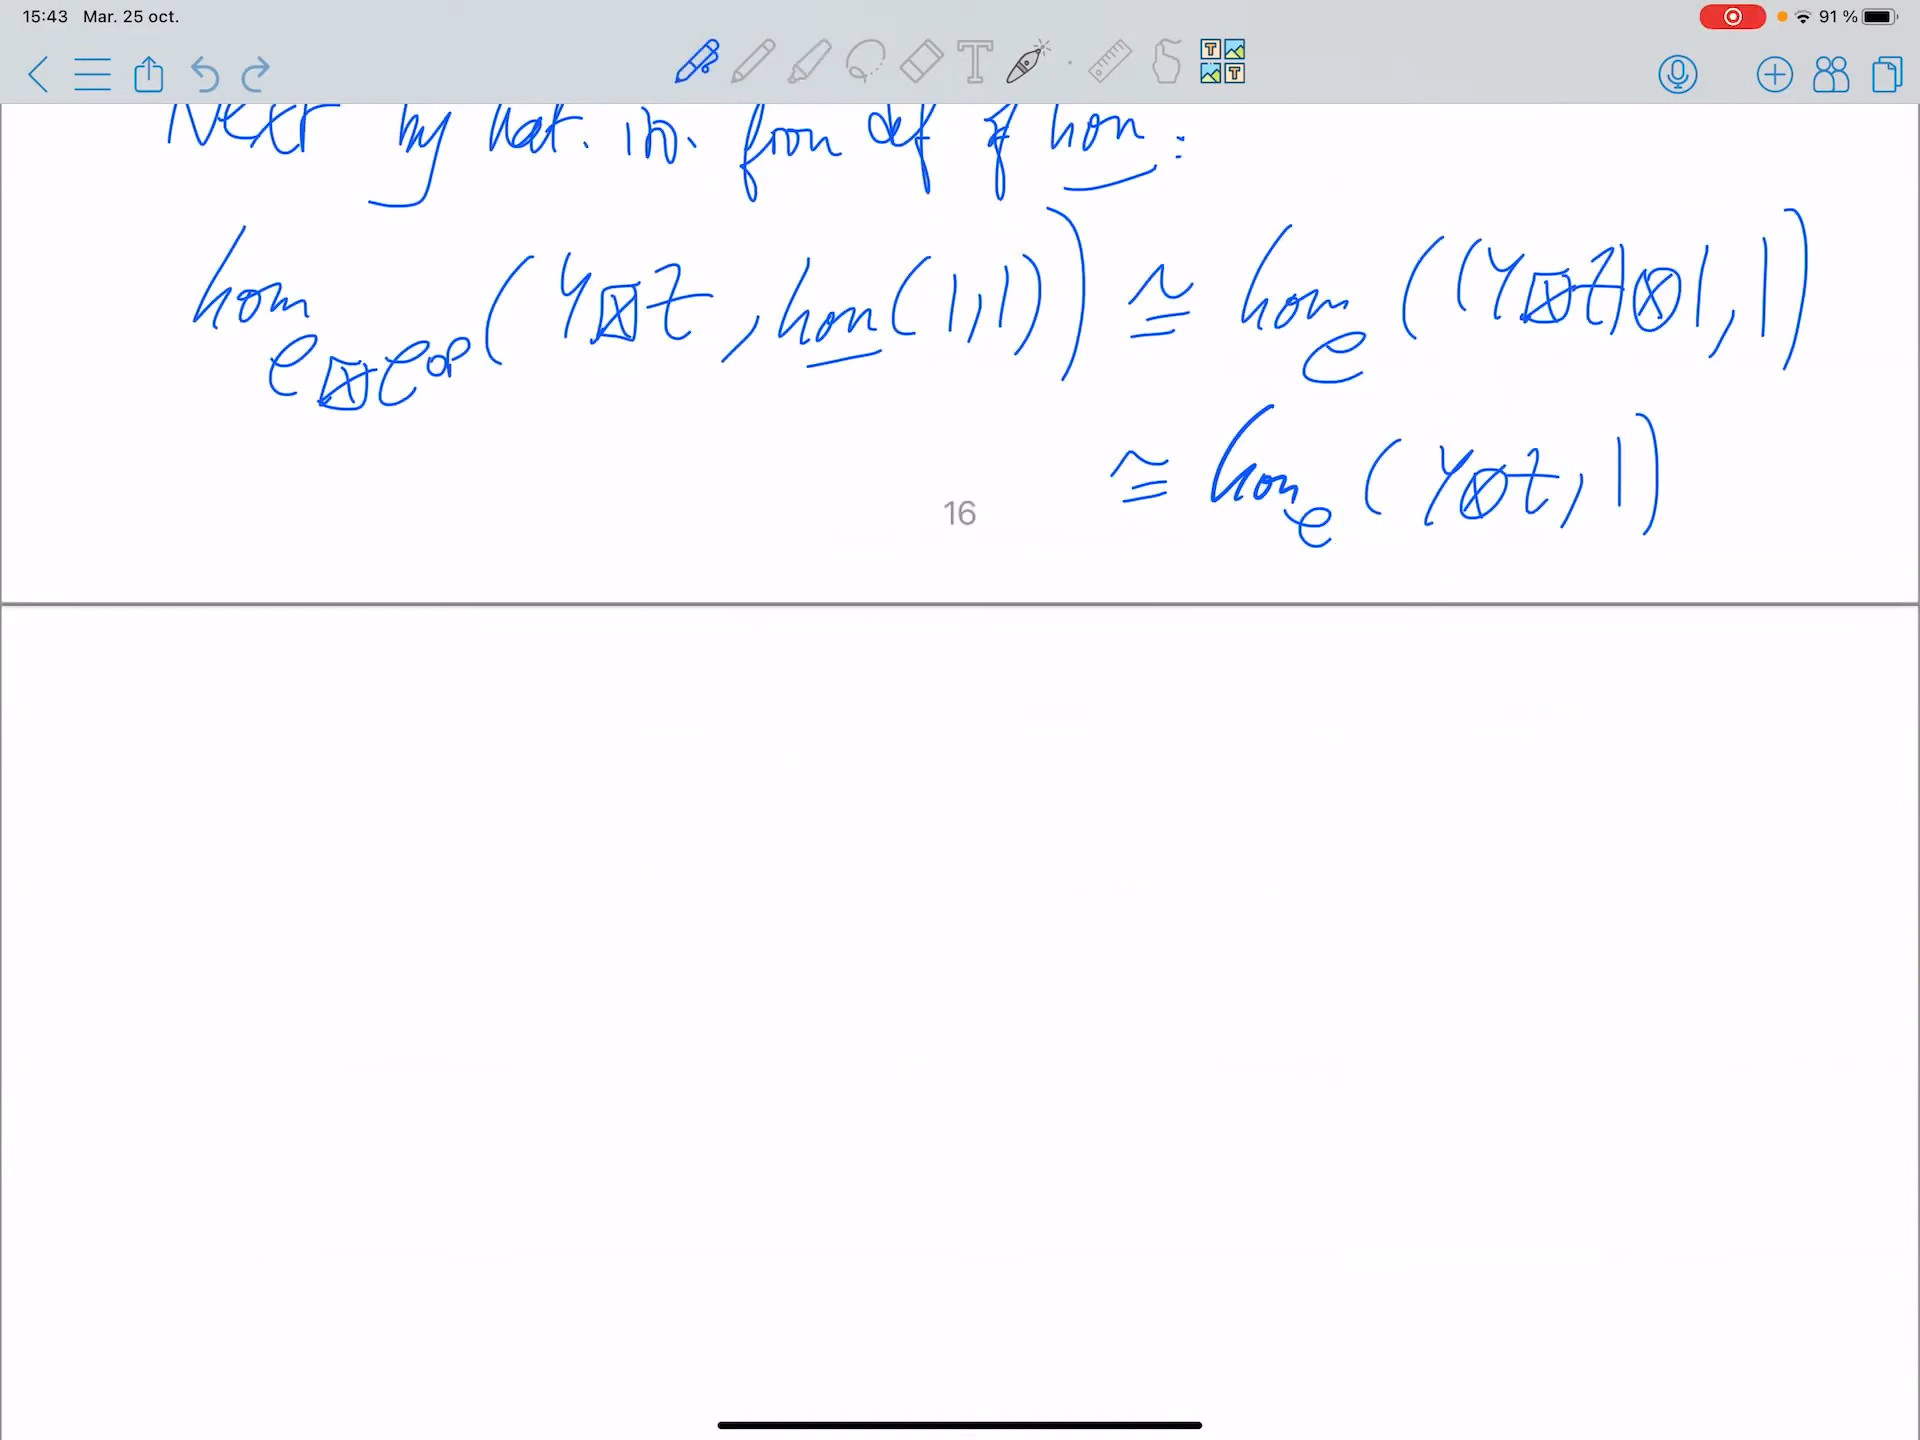 15:43 Mar. 25 oct. 91 %
Next by nat. iso. from def of hom :
hom_{C⊠C^{op}} (Y⊠Z, hom(1,1)) ≅ hom_C ((Y⊠Z)⊗1, 1)
≅ hom_C (Y⊗Z, 1)
16